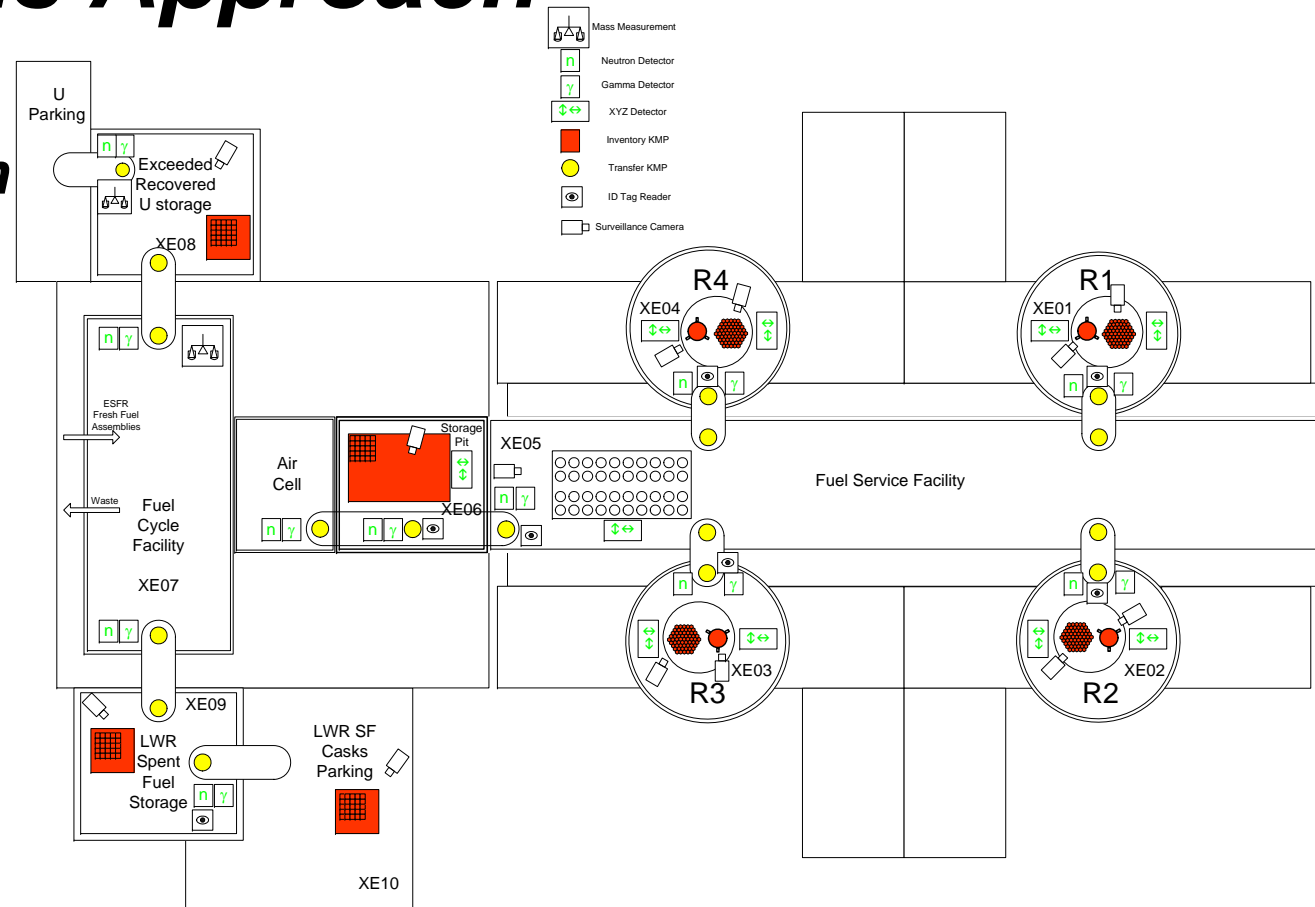 Approach
Mass Measurement
n Neutron Detector
γ Gamma Detector
XYZ Detector
Inventory KMP
Transfer KMP
ID Tag Reader
Surveillance Camera
U
Parking
n γ
Exceeded
Recovered
U storage
XE08
n γ
ESFR
Fresh Fuel
Assemblies
Waste
Fuel
Cycle
Facility
XE07
n γ
Air
Cell
n γ
Storage
Pit
XE06
n γ
XE05
n γ
Fuel Service Facility
R4
XE04
n γ
R1
XE01
n γ
n γ
XE03
R3
n γ
XE02
R2
XE09
LWR
Spent
Fuel
Storage
n γ
LWR SF
Casks
Parking
XE10